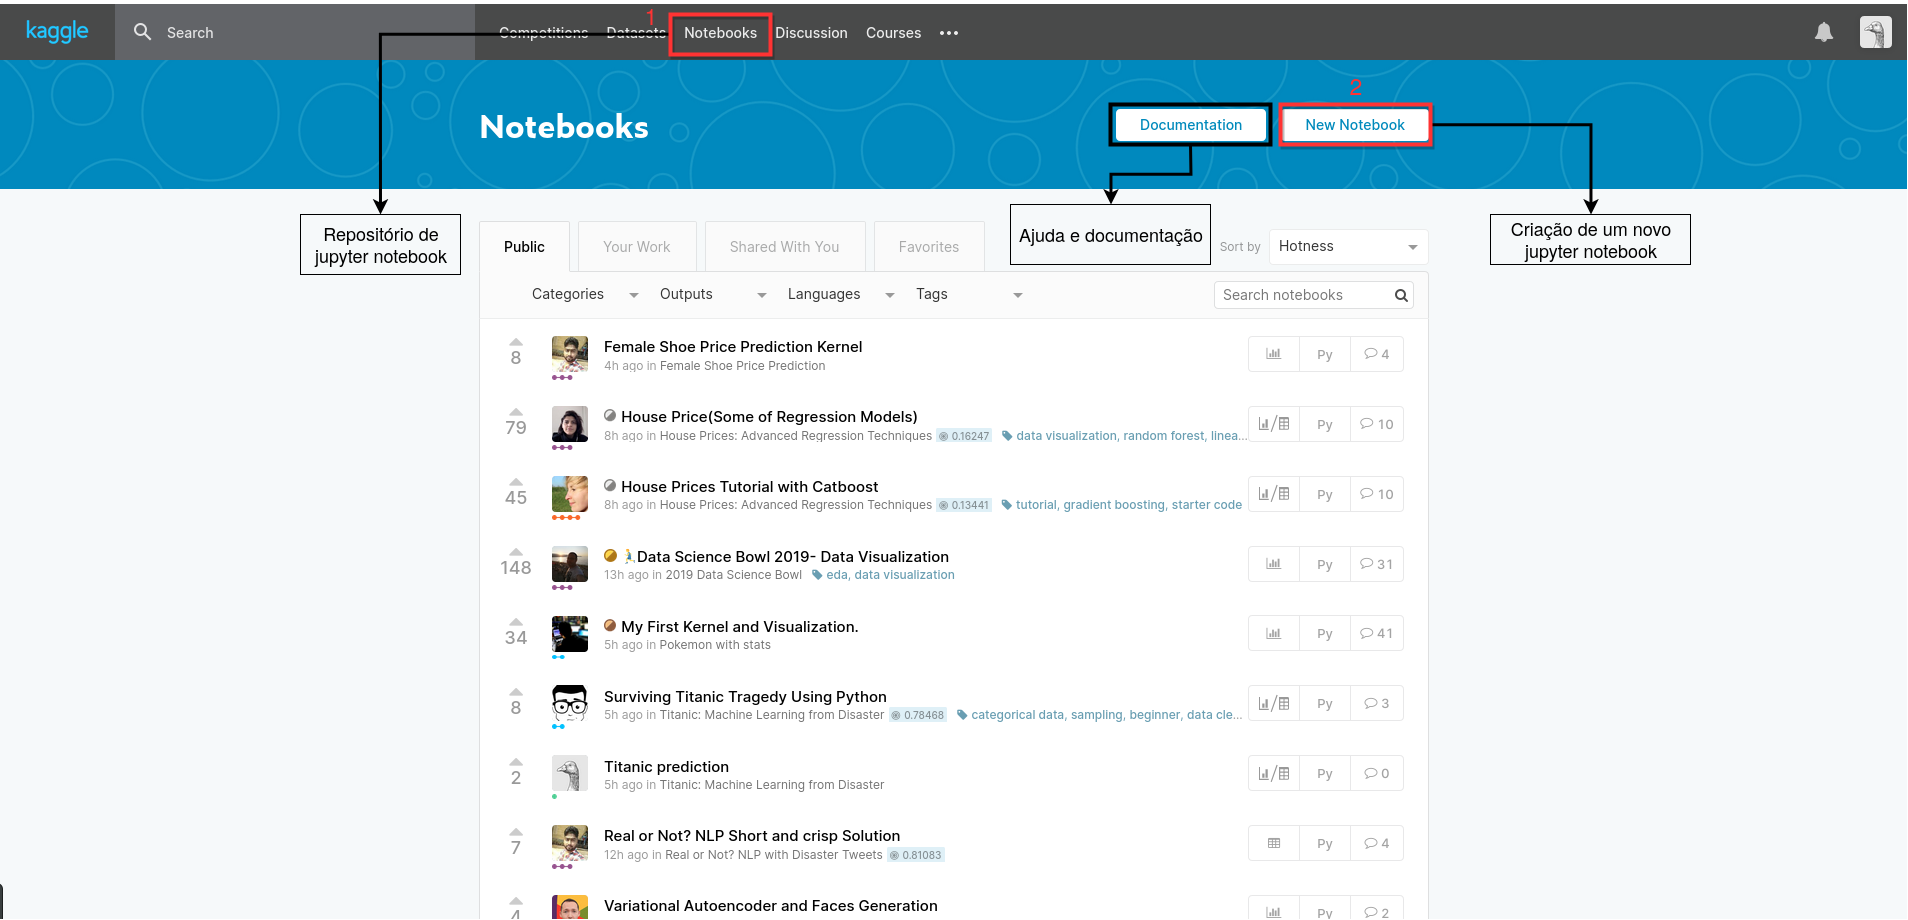 kaggle
Search
Competitions Datasets Notebooks Discussion Courses •••
1
2
Notebooks
Documentation
New Notebook
Repositório de
jupyter notebook
Ajuda e documentação
Criação de um novo
jupyter notebook
Public
Your Work
Shared With You
Favorites
Sort by
Hotness
Categories
Outputs
Languages
Tags
Search notebooks
8
Female Shoe Price Prediction Kernel
4h ago in Female Shoe Price Prediction
Py
4
79
House Price(Some of Regression Models)
8h ago in House Prices: Advanced Regression Techniques 0.16247 data visualization, random forest, linea...
Py
10
45
House Prices Tutorial with Catboost
8h ago in House Prices: Advanced Regression Techniques 0.13441 tutorial, gradient boosting, starter code
Py
10
148
Data Science Bowl 2019- Data Visualization
13h ago in 2019 Data Science Bowl eda, data visualization
Py
31
34
My First Kernel and Visualization.
5h ago in Pokemon with stats
Py
41
8
Surviving Titanic Tragedy Using Python
5h ago in Titanic: Machine Learning from Disaster 0.78468 categorical data, sampling, beginner, data cle...
Py
3
2
Titanic prediction
5h ago in Titanic: Machine Learning from Disaster
Py
0
7
Real or Not? NLP Short and crisp Solution
12h ago in Real or Not? NLP with Disaster Tweets 0.81083
Py
4
4
Variational Autoencoder and Faces Generation
Py
2